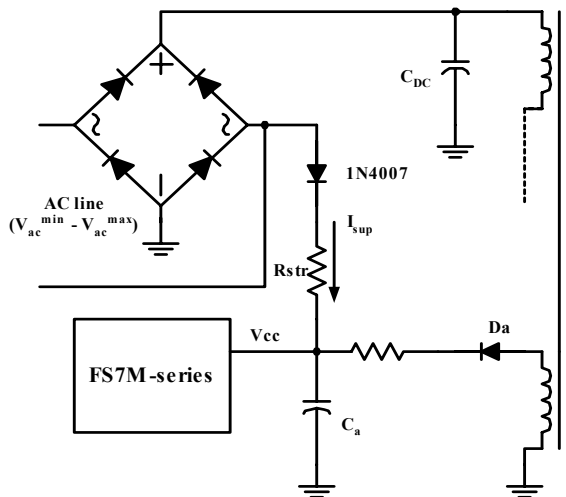 C_DC
1N4007
AC line
(V_ac^min - V_ac^max)
I_sup
Rstr
Vcc
Da
FS7M-series
C_a